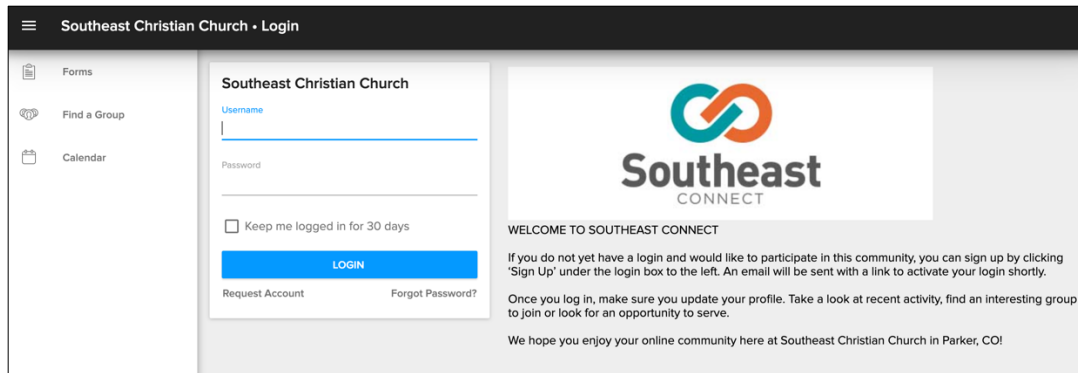 Southeast Christian Church • Login
Forms
Find a Group
Calendar
Southeast Christian Church
Username
Password
Keep me logged in for 30 days
LOGIN
Request Account
Forgot Password?
Southeast
CONNECT
WELCOME TO SOUTHEAST CONNECT
If you do not yet have a login and would like to participate in this community, you can sign up by clicking
'Sign Up' under the login box to the left. An email will be sent with a link to activate your login shortly.
Once you log in, make sure you update your profile. Take a look at recent activity, find an interesting group
to join or look for an opportunity to serve.
We hope you enjoy your online community here at Southeast Christian Church in Parker, CO!